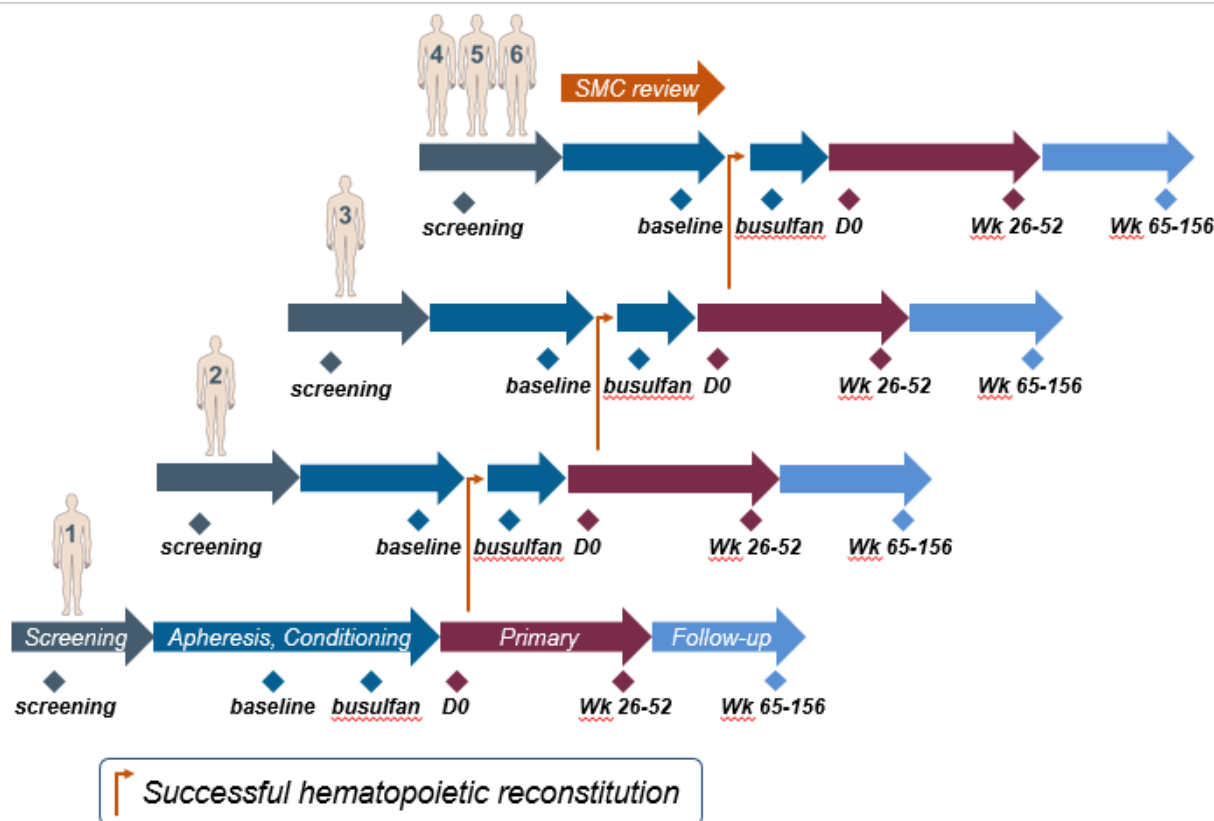 4 5 6
SMC review
screening baseline busulfan D0 Wk 26-52 Wk 65-156
3
screening baseline busulfan D0 Wk 26-52 Wk 65-156
2
screening baseline busulfan D0 Wk 26-52 Wk 65-156
1
Screening Apheresis, Conditioning Primary Follow-up
screening baseline busulfan D0 Wk 26-52 Wk 65-156
Successful hematopoietic reconstitution